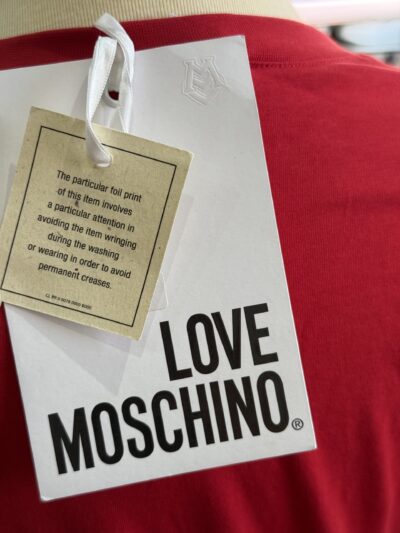 The particular foil print
of this item involves
a particular attention in
avoiding the item wringing
during the washing
or wearing in order to avoid
permanent creases.
LOVE
MOSCHINO®